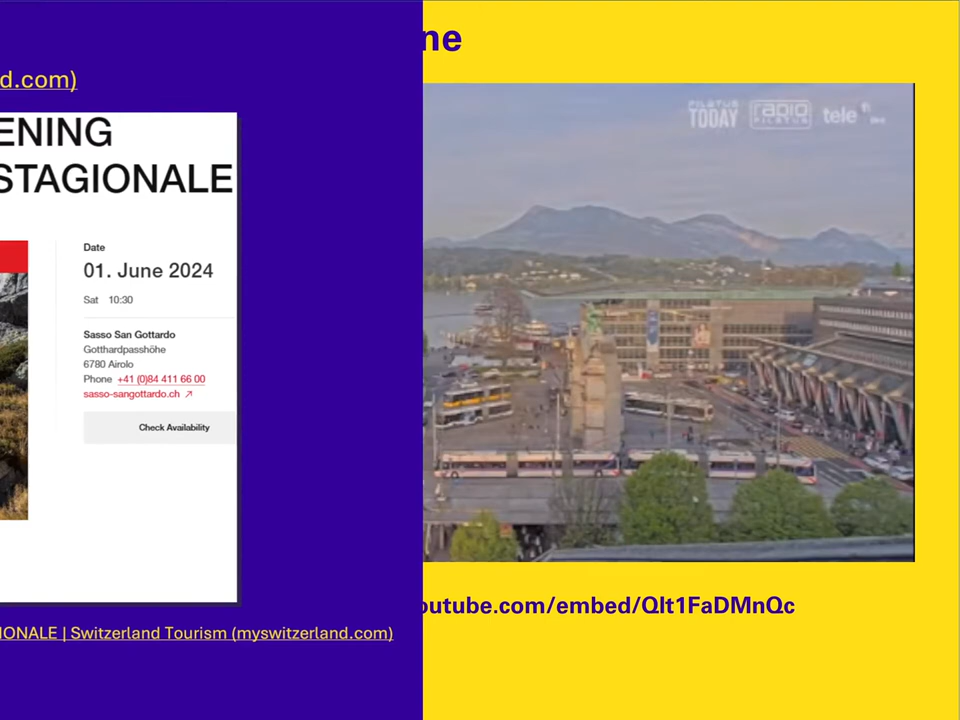 d.com)
ENING
STAGIONALE
Date
01. June 2024
Sat 10:30
Sasso San Gottardo
Gotthardpasshöhe
6780 Airolo
Phone +41 (0)84 411 66 00
sasso-sangottardo.ch ↗
Check Availability
IONALE | Switzerland Tourism (myswitzerland.com)
ne
PILATUS
TODAY
radio
PILATUS
tele
outube.com/embed/QIt1FaDMnQc